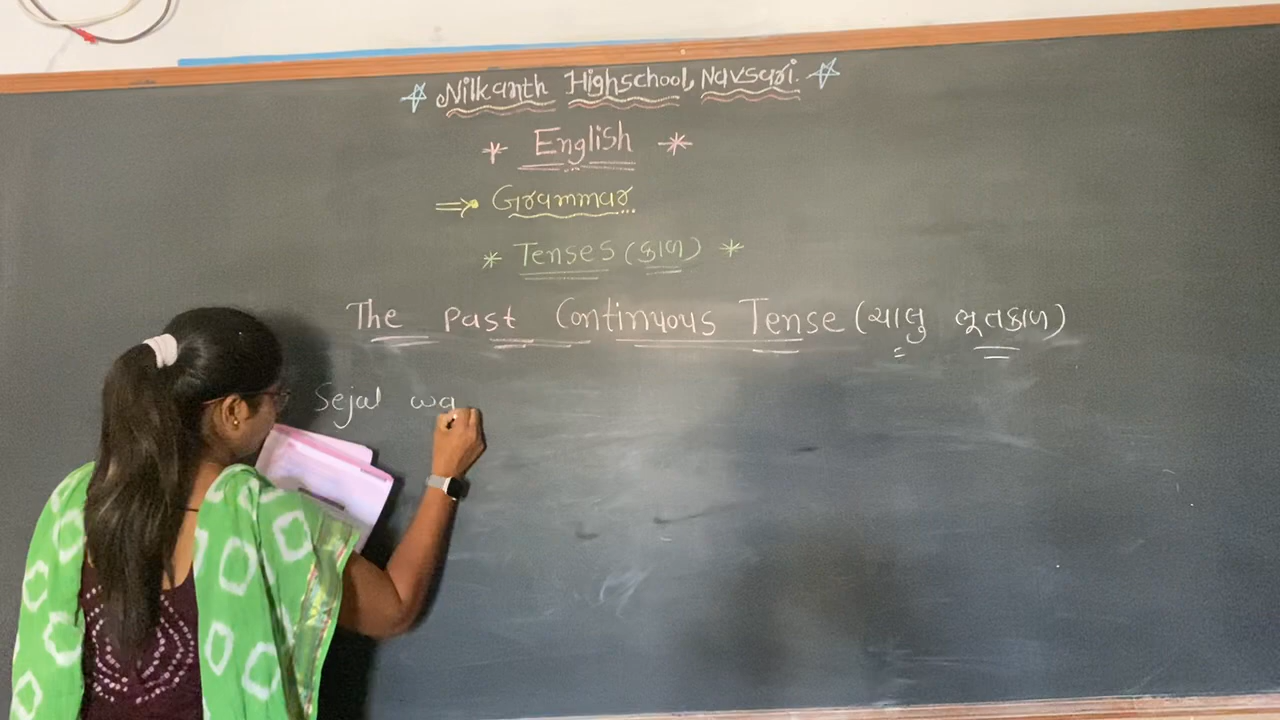 Nilkanth Highschool, Navsari.
* English *
⇒ Grammar
* Tenses (કાળ) *
The Past Continuous Tense (ચાલુ ભૂતકાળ)
Sejal wa